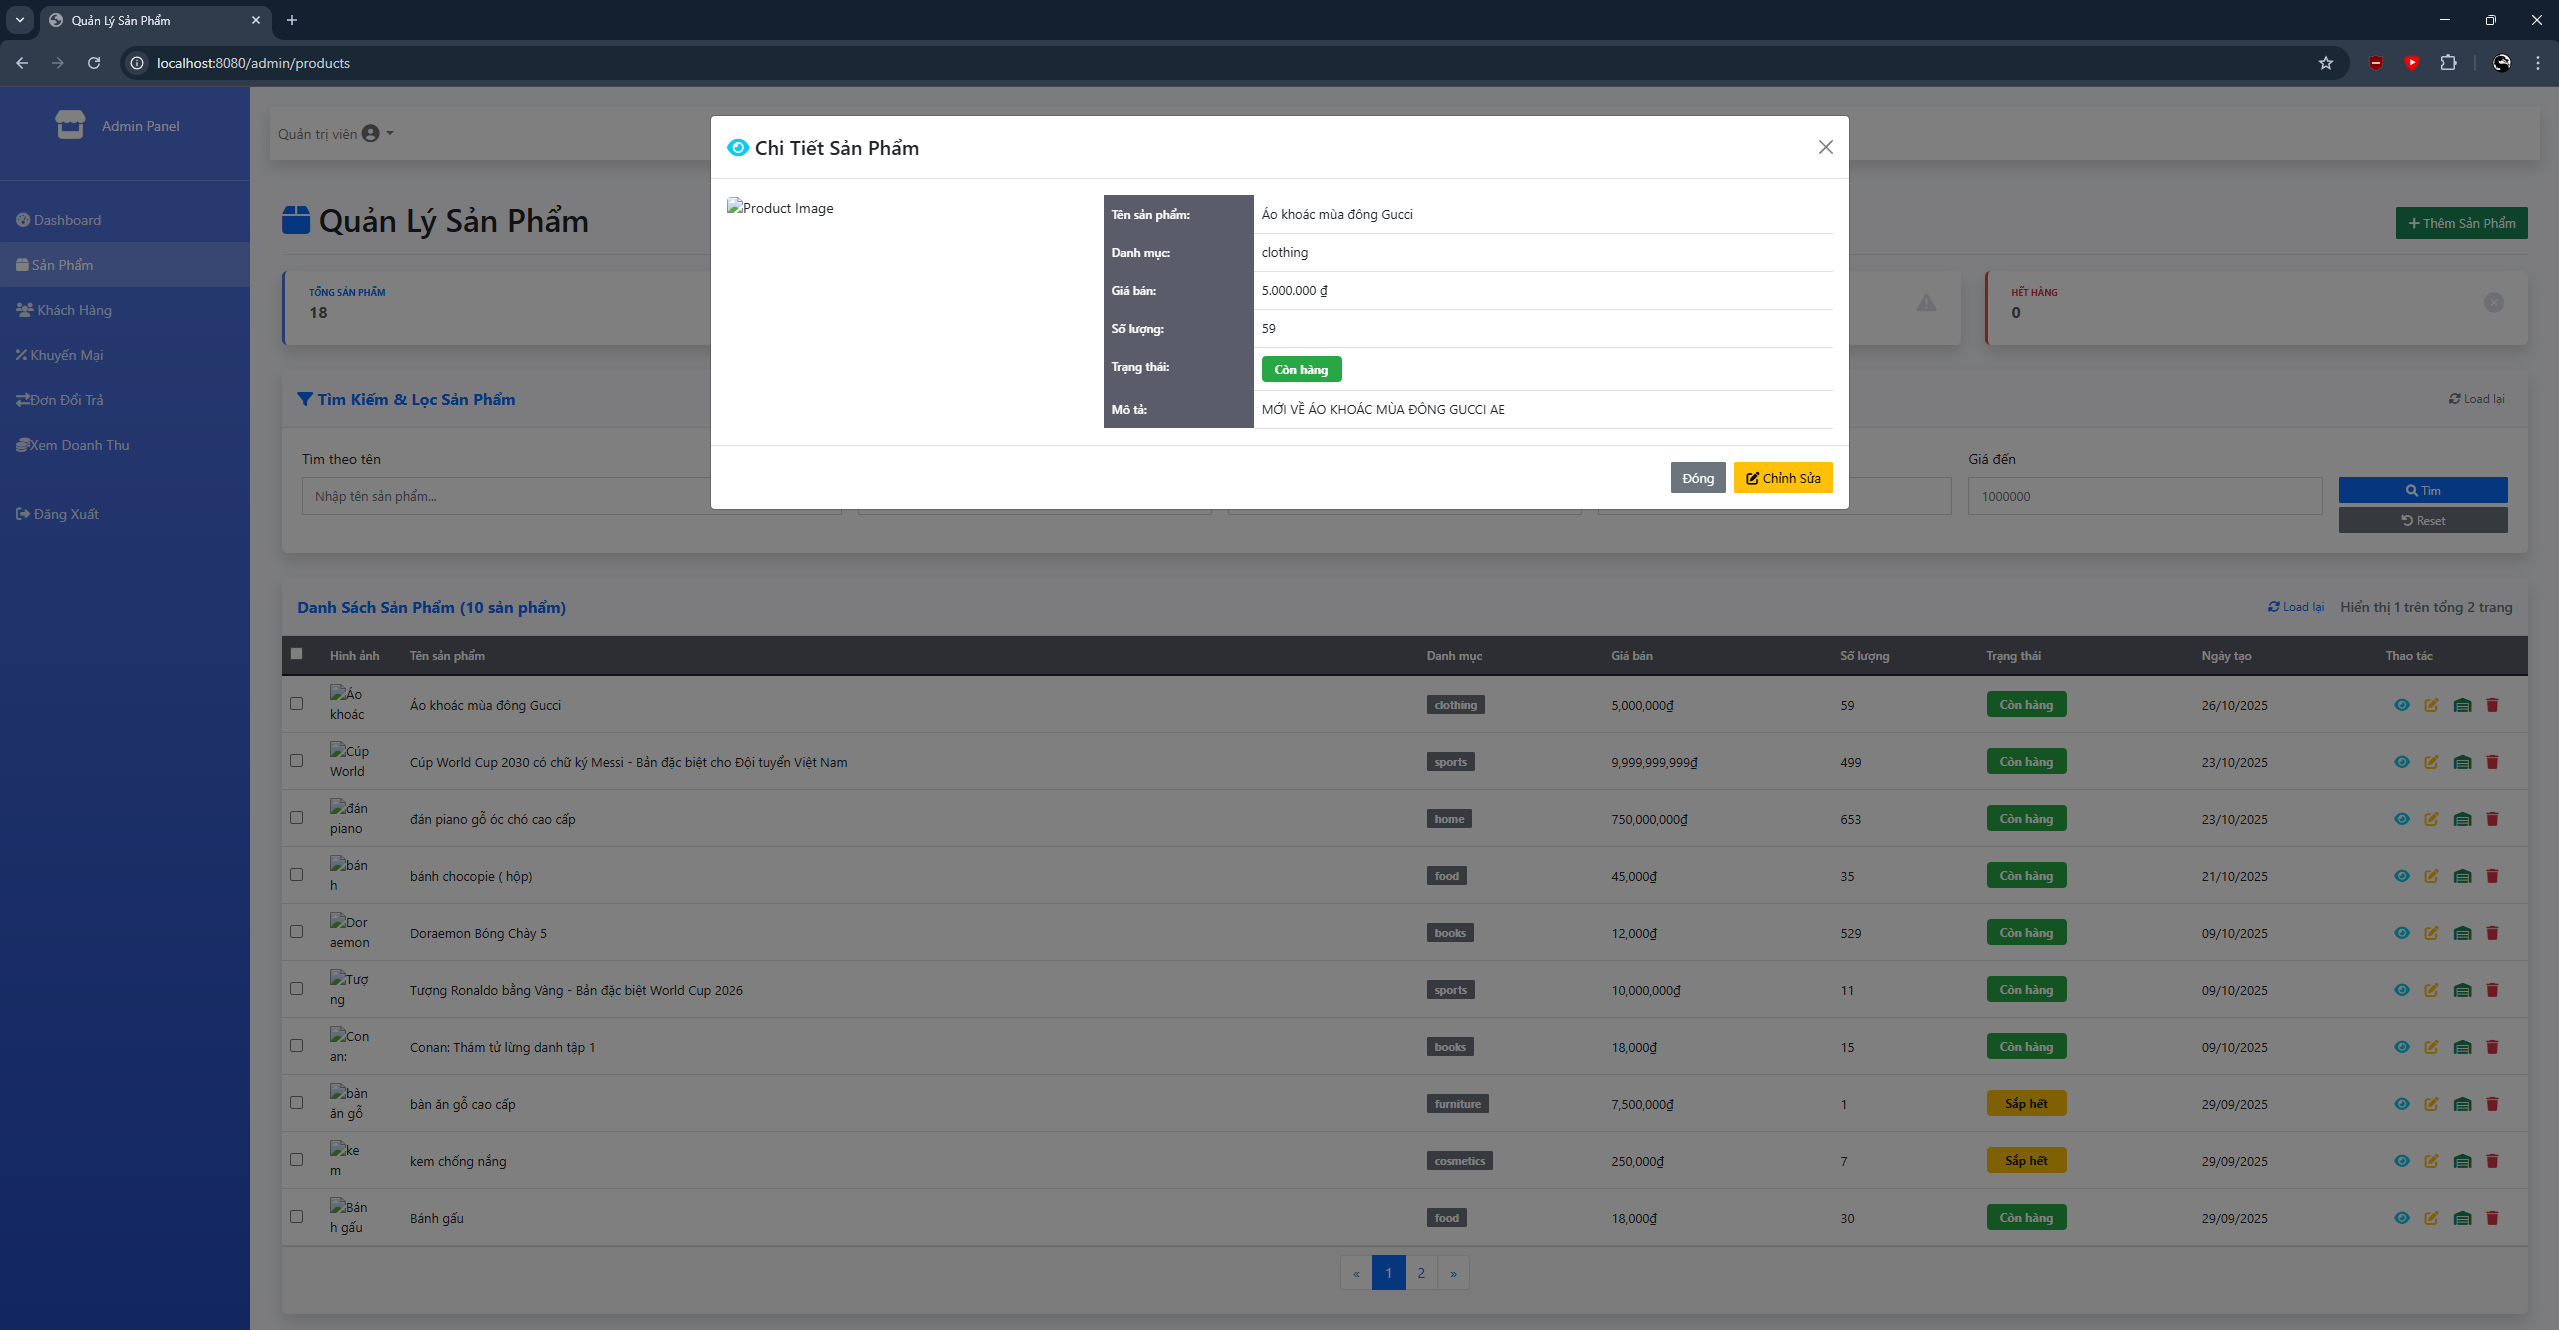 Quản Lý Sản Phẩm
localhost:8080/admin/products
Admin Panel
Dashboard
Sản Phẩm
Khách Hàng
Khuyến Mại
Đơn Đổi Trả
Xem Doanh Thu
Đăng Xuất
Quản trị viên
Quản Lý Sản Phẩm
Thêm Sản Phẩm
TỔNG SẢN PHẨM
18
HẾT HÀNG
0
Chi Tiết Sản Phẩm
Product Image
Tên sản phẩm: Áo khoác mùa đông Gucci
Danh mục: clothing
Giá bán: 5.000.000 ₫
Số lượng: 59
Trạng thái: Còn hàng
Mô tả: MỚI VỀ ÁO KHOÁC MÙA ĐÔNG GUCCI AE
Đóng Chỉnh Sửa
Tìm Kiếm & Lọc Sản Phẩm
Load lại
Tìm theo tên
Nhập tên sản phẩm...
Giá đến
1000000
Tìm
Reset
Danh Sách Sản Phẩm (10 sản phẩm)
Load lại Hiển thị 1 trên tổng 2 trang
Hình ảnh Tên sản phẩm Danh mục Giá bán Số lượng Trạng thái Ngày tạo Thao tác
Áo khoác Áo khoác mùa đông Gucci clothing 5,000,000₫ 59 Còn hàng 26/10/2025
Cúp World Cúp World Cup 2030 có chữ ký Messi - Bản đặc biệt cho Đội tuyển Việt Nam sports 9,999,999,999₫ 499 Còn hàng 23/10/2025
đán piano đán piano gỗ óc chó cao cấp home 750,000,000₫ 653 Còn hàng 23/10/2025
bánh h bánh chocopie ( hộp) food 45,000₫ 35 Còn hàng 21/10/2025
Dor aemon Doraemon Bóng Chày 5 books 12,000₫ 529 Còn hàng 09/10/2025
Tượ ng Tượng Ronaldo bằng Vàng - Bản đặc biệt World Cup 2026 sports 10,000,000₫ 11 Còn hàng 09/10/2025
Con an: Conan: Thám tử lừng danh tập 1 books 18,000₫ 15 Còn hàng 09/10/2025
bàn ăn gỗ bàn ăn gỗ cao cấp furniture 7,500,000₫ 1 Sắp hết 29/09/2025
ke m kem chống nắng cosmetics 250,000₫ 7 Sắp hết 29/09/2025
Bán h gấu Bánh gấu food 18,000₫ 30 Còn hàng 29/09/2025
« 1 2 »